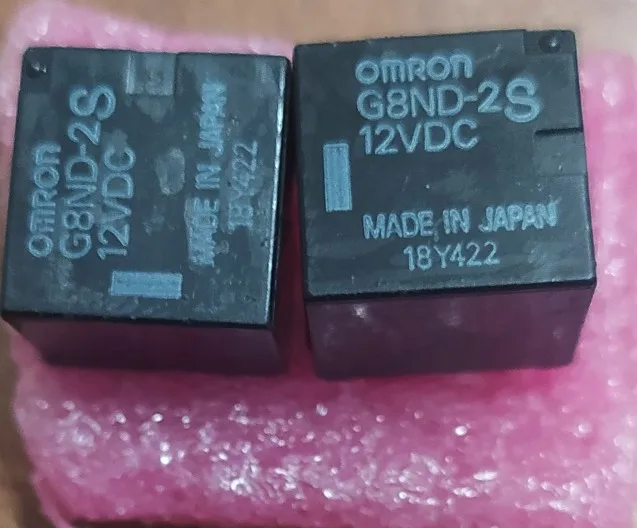 OMRON
G8ND-2S
12VDC
MADE IN JAPAN
18Y422
OMRON
G8ND-2S
12VDC
MADE IN JAPAN
18Y422